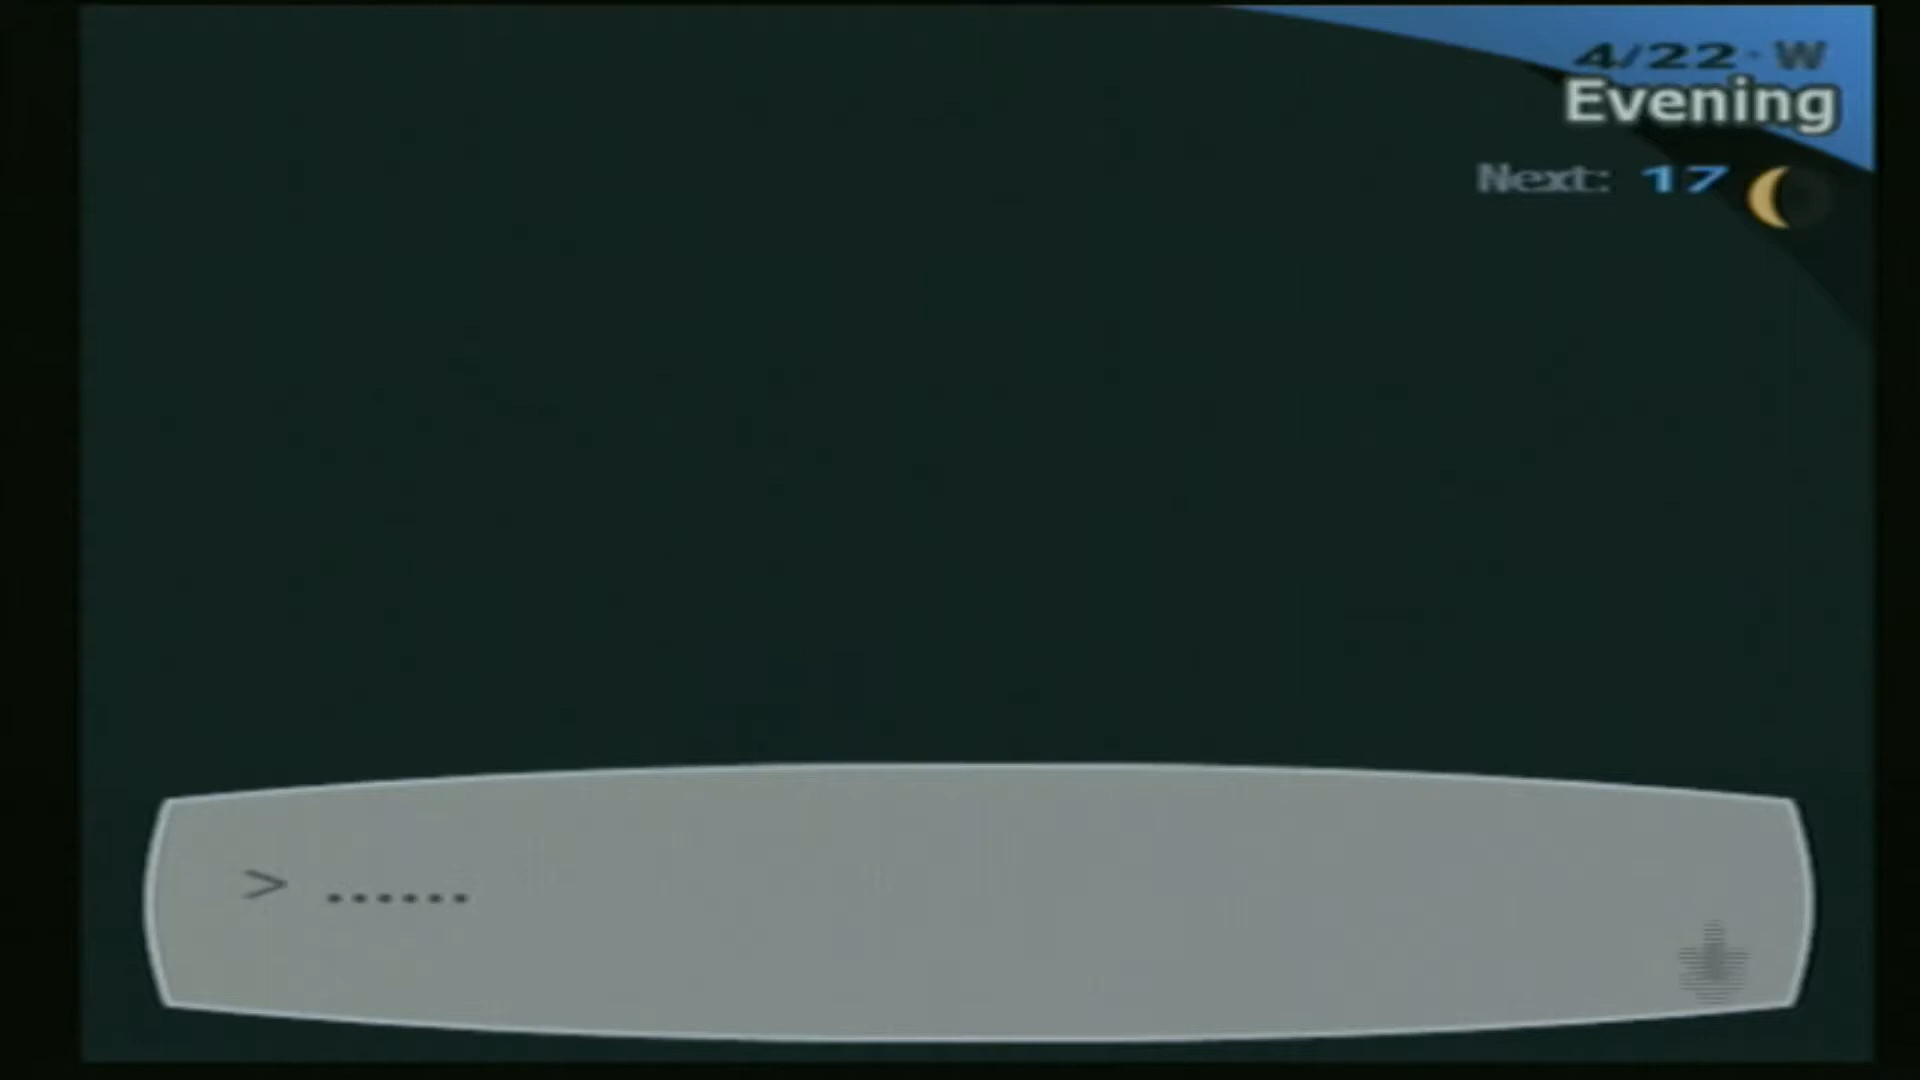 4/22 · W
Evening
Next: 17
> ......